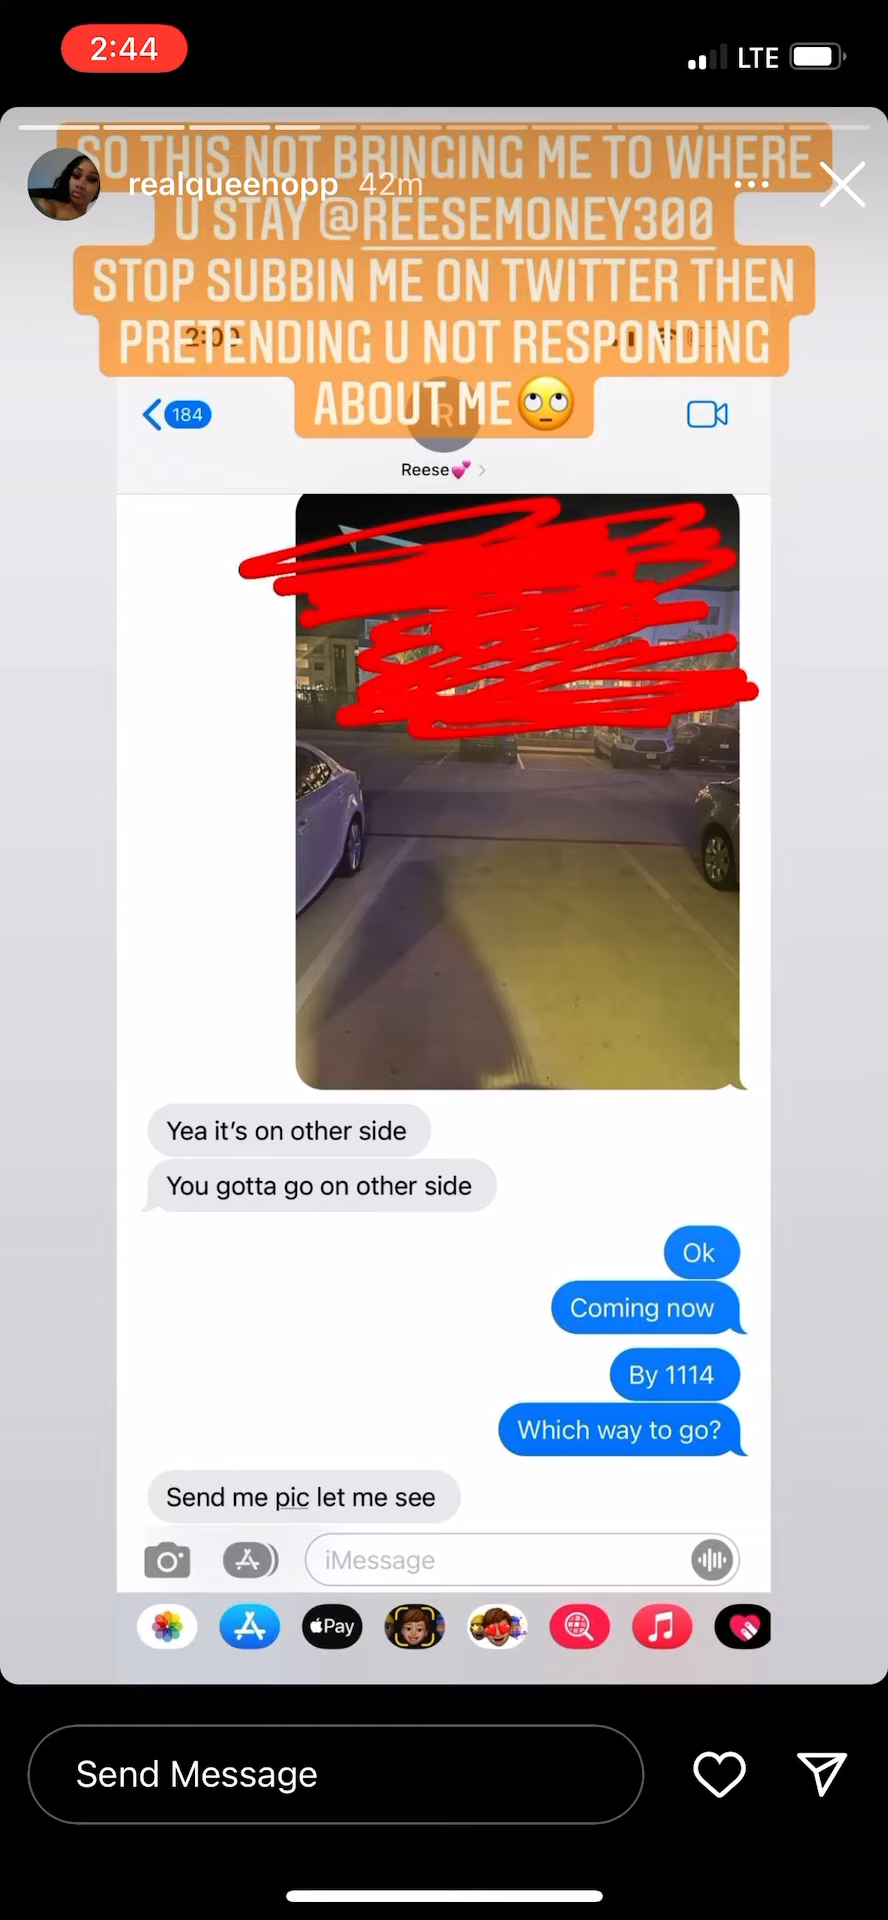 2:44
LTE
SO THIS NOT BRINGING ME TO WHERE
realqueenopp 42m
U STAY @REESEMONEY300
STOP SUBBIN ME ON TWITTER THEN
2:00
PRETENDING U NOT RESPONDING
ABOUT ME🙄
184
R
Reese💕
Yea it’s on other side
You gotta go on other side
Ok
Coming now
By 1114
Which way to go?
Send me pic let me see
iMessage
Pay
Send Message